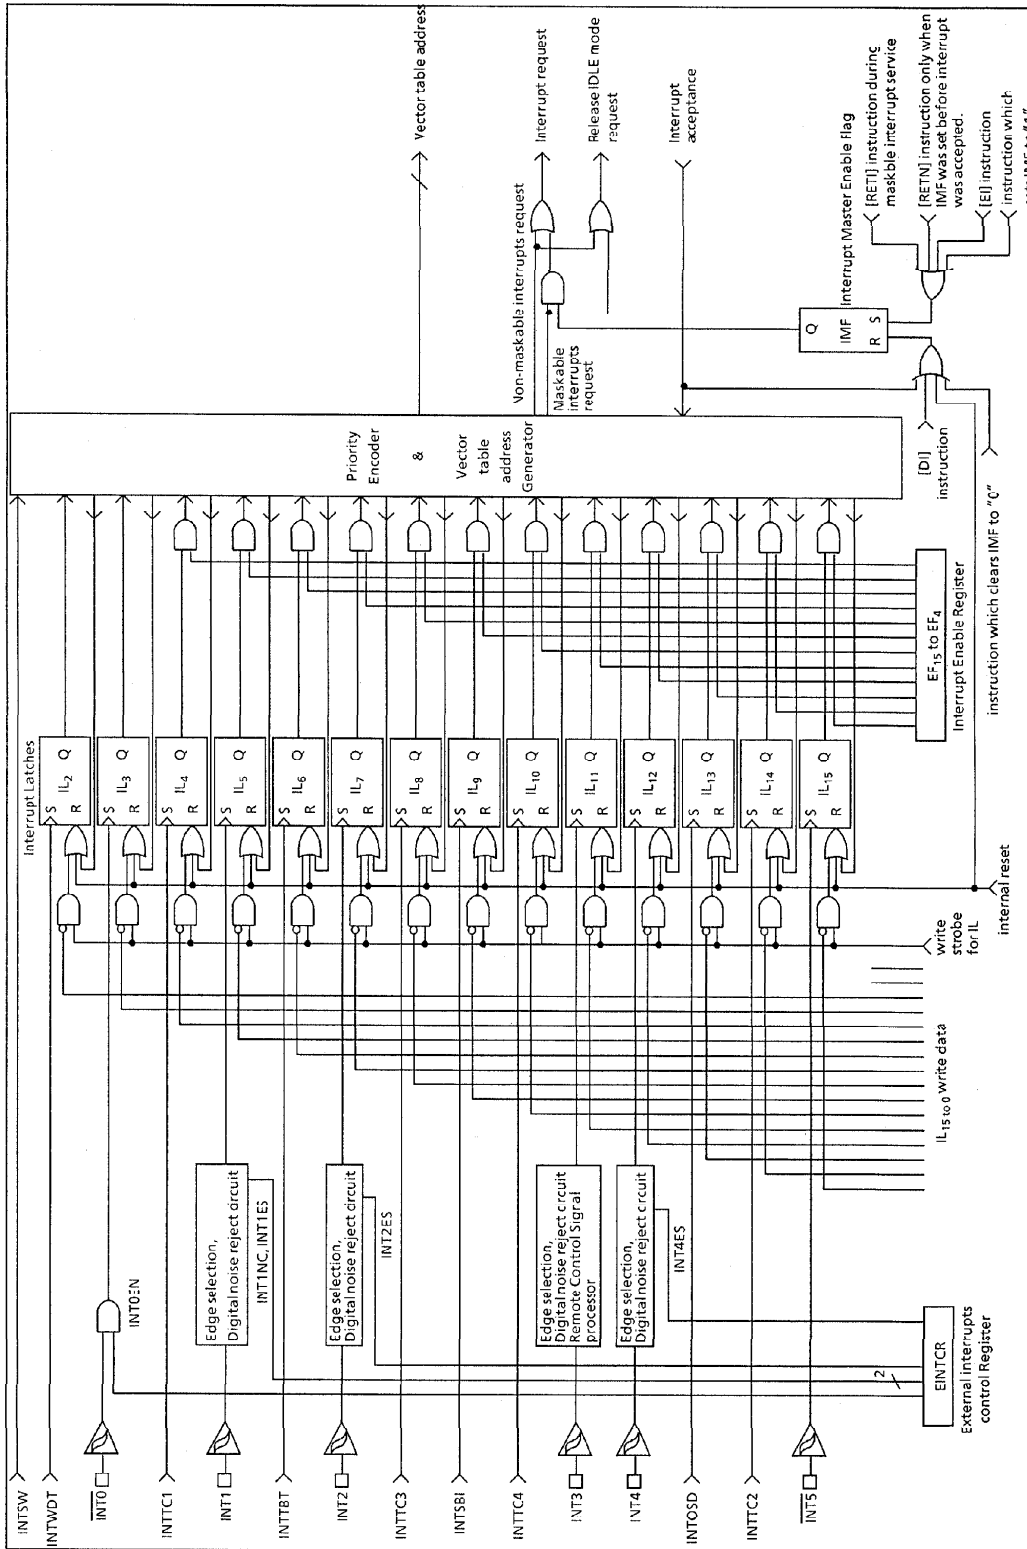 INTSW
INTWDT
INT0
INTTC1
INT1
INTTBT
INT2
INTTC3
INTSBI
INTTC4
INT3
INT4
INTOSD
INTTC2
INT5
INT0EN
Edge selection,
Digital noise reject circuit
INT1NC, INT1ES
Edge selection,
Digital noise reject circuit
INT2ES
Edge selection,
Digital noise reject circuit
Remote Control Signal
processor
Edge selection,
Digital noise reject circuit
INT4ES
2
EINTCR
External interrupts
control Register
IL15 to 0 write data
write
strobe
for IL
internal reset
Interrupt Latches
S
IL2 Q
R
S
IL3 Q
R
S
IL4 Q
R
S
IL5 Q
R
S
IL6 Q
R
S
IL7 Q
R
S
IL8 Q
R
S
IL9 Q
R
S
IL10 Q
R
S
IL11 Q
R
S
IL12 Q
R
S
IL13 Q
R
S
IL14 Q
R
S
IL15 Q
R
EF15 to EF4
Interrupt Enable Register
instruction which clears IMF to "0"
Priority
Encoder
&
Vector
table
address
Generator
[DI]
instruction
Vector table address
Non-maskable interrupts request
Maskable
interrupts
request
Interrupt request
Release IDLE mode
request
Interrupt
acceptance
Q
IMF
R S
Interrupt Master Enable Flag
[RETI] instruction during
maskble interrupt service
[RETN] instruction only when
IMF was set before interrupt
was accepted.
[EI] instruction
instruction which